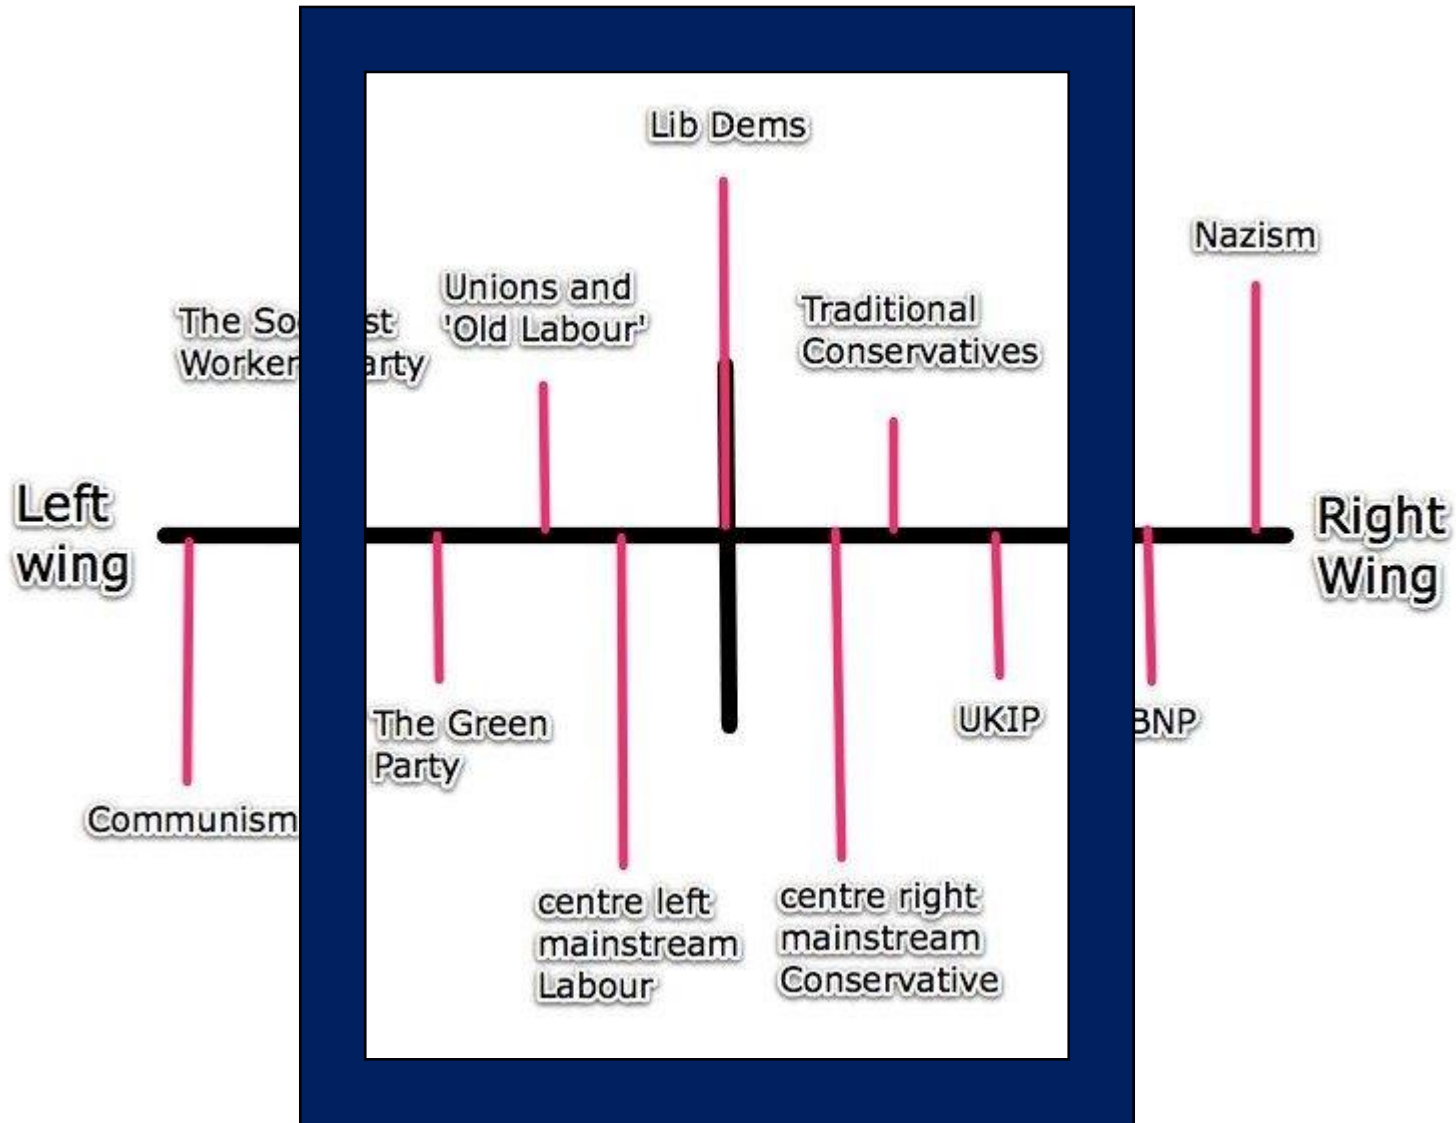 Lib Dems
Nazism
Unions and
'Old Labour'
Traditional
Conservatives
The So st
Worker arty
Left
wing
Right
Wing
The Green
Party
UKIP
BNP
Communism
centre left
mainstream
Labour
centre right
mainstream
Conservative